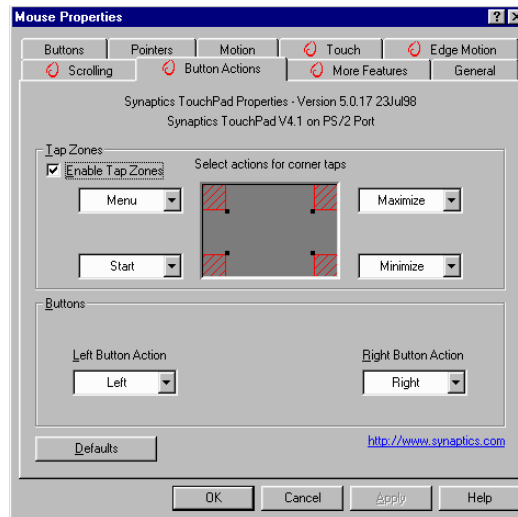 Mouse Properties
Buttons Pointers Motion Touch Edge Motion
Scrolling Button Actions More Features General
Synaptics TouchPad Properties - Version 5.0.17 23Jul98
Synaptics TouchPad V4.1 on PS/2 Port
Tap Zones
Enable Tap Zones Select actions for corner taps
Menu Maximize
Start Minimize
Buttons
Left Button Action Right Button Action
Left Right
Defaults http://www.synaptics.com
OK Cancel Apply Help